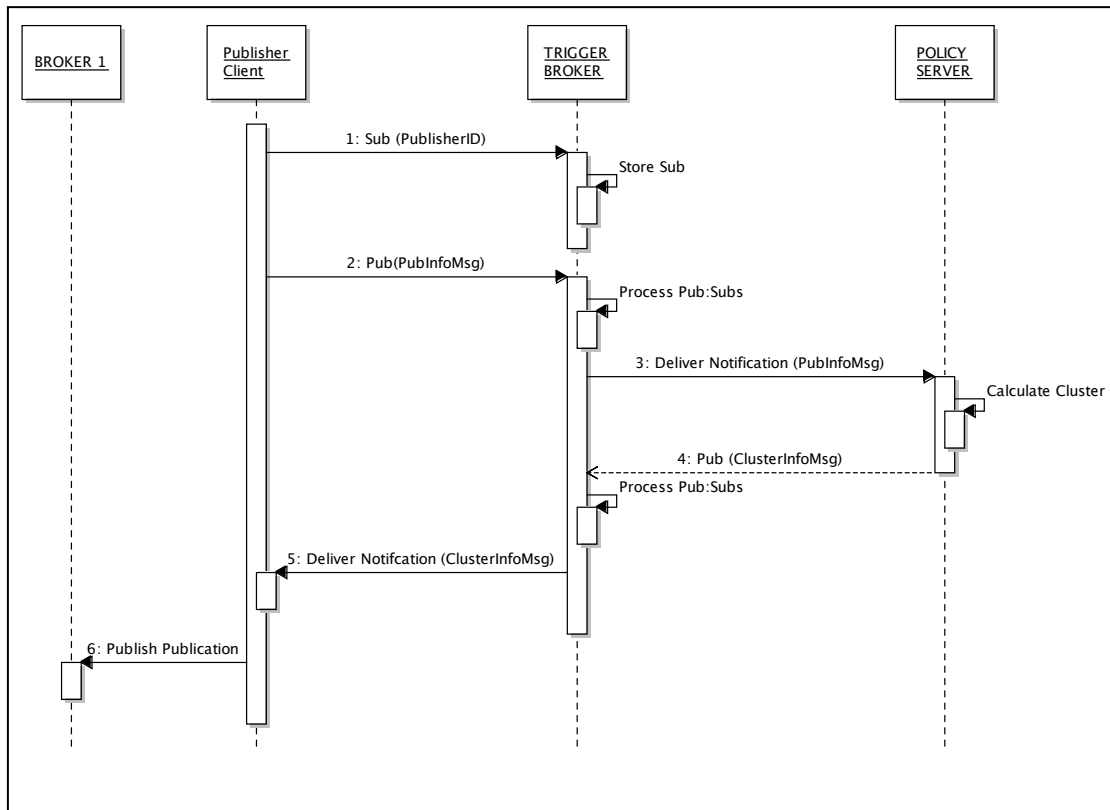 BROKER 1
Publisher
Client
TRIGGER
BROKER
POLICY
SERVER
1: Sub (PublisherID)
Store Sub
2: Pub(PubInfoMsg)
Process Pub:Subs
3: Deliver Notification (PubInfoMsg)
Calculate Cluster
4: Pub (ClusterInfoMsg)
Process Pub:Subs
5: Deliver Notifcation (ClusterInfoMsg)
6: Publish Publication